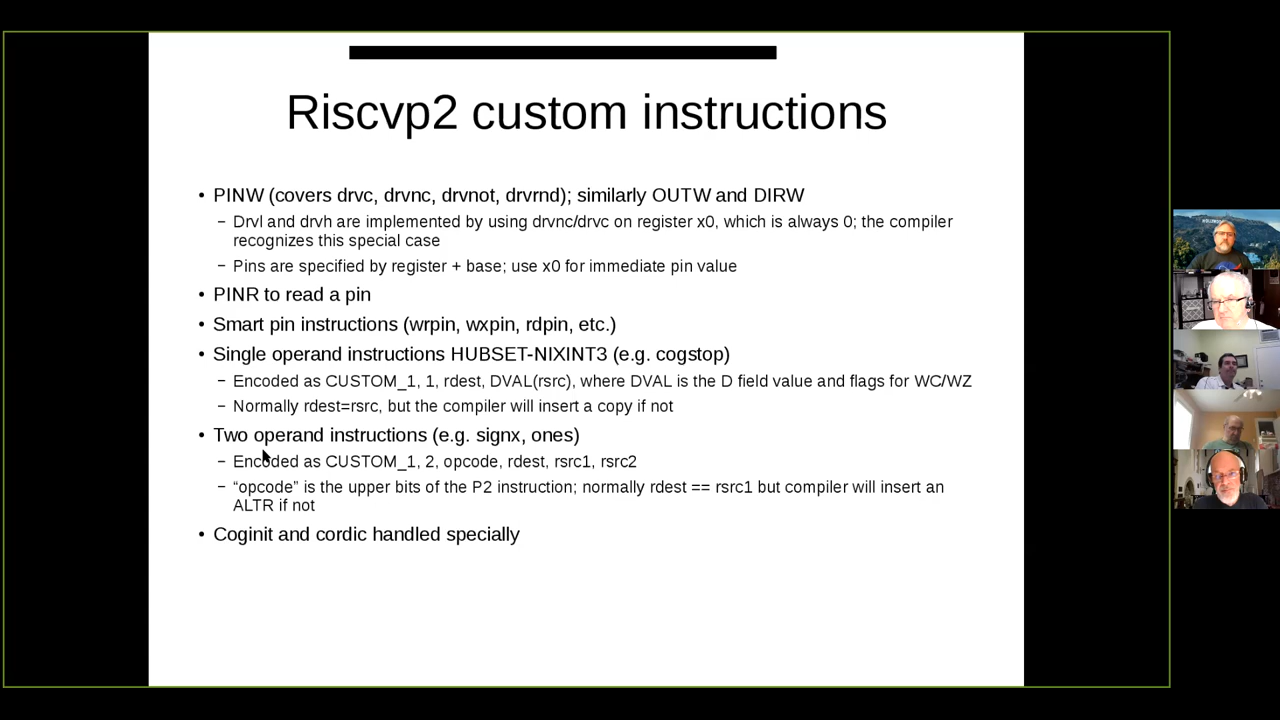 Riscvp2 custom instructions
• PINW (covers drvc, drvnc, drvnot, drvrnd); similarly OUTW and DIRW
– Drvl and drvh are implemented by using drvnc/drvc on register x0, which is always 0; the compiler
recognizes this special case
– Pins are specified by register + base; use x0 for immediate pin value
• PINR to read a pin
• Smart pin instructions (wrpin, wxpin, rdpin, etc.)
• Single operand instructions HUBSET-NIXINT3 (e.g. cogstop)
– Encoded as CUSTOM_1, 1, rdest, DVAL(rsrc), where DVAL is the D field value and flags for WC/WZ
– Normally rdest=rsrc, but the compiler will insert a copy if not
• Two operand instructions (e.g. signx, ones)
– Encoded as CUSTOM_1, 2, opcode, rdest, rsrc1, rsrc2
– “opcode” is the upper bits of the P2 instruction; normally rdest == rsrc1 but compiler will insert an
ALTR if not
• Coginit and cordic handled specially